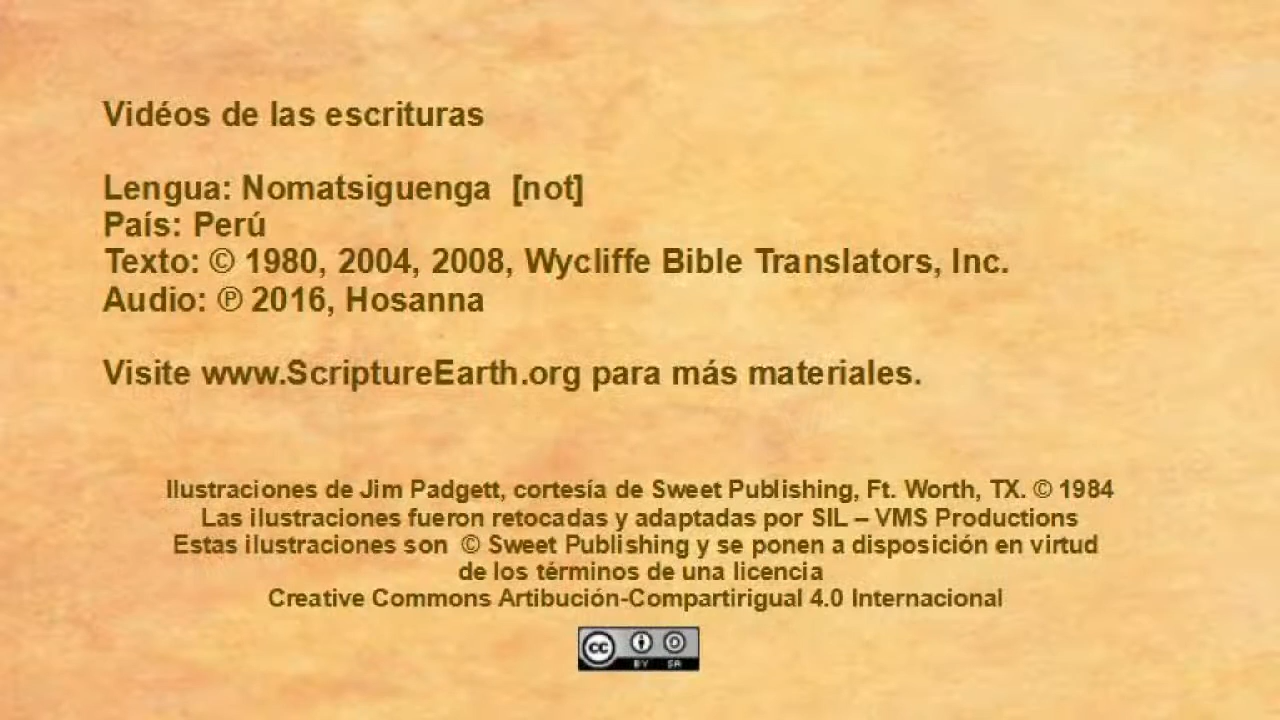 Vidéos de las escrituras
Lengua: Nomatsiguenga [not]
País: Perú
Texto: © 1980, 2004, 2008, Wycliffe Bible Translators, Inc.
Audio: ℗ 2016, Hosanna
Visite www.ScriptureEarth.org para más materiales.
Ilustraciones de Jim Padgett, cortesía de Sweet Publishing, Ft. Worth, TX. © 1984
Las ilustraciones fueron retocadas y adaptadas por SIL – VMS Productions
Estas ilustraciones son © Sweet Publishing y se ponen a disposición en virtud
de los términos de una licencia
Creative Commons Artibución-Compartirigual 4.0 Internacional
cc BY SA